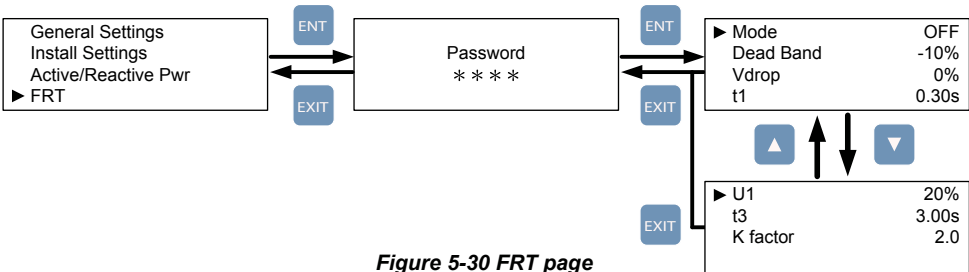 General Settings
Install Settings
Active/Reactive Pwr
▶ FRT
ENT
EXIT
Password
∗∗∗∗
ENT
EXIT
▶ Mode OFF
Dead Band -10%
Vdrop 0%
t1 0.30s
▲ ▼
▶ U1 20%
t3 3.00s
K factor 2.0
EXIT
Figure 5-30 FRT page